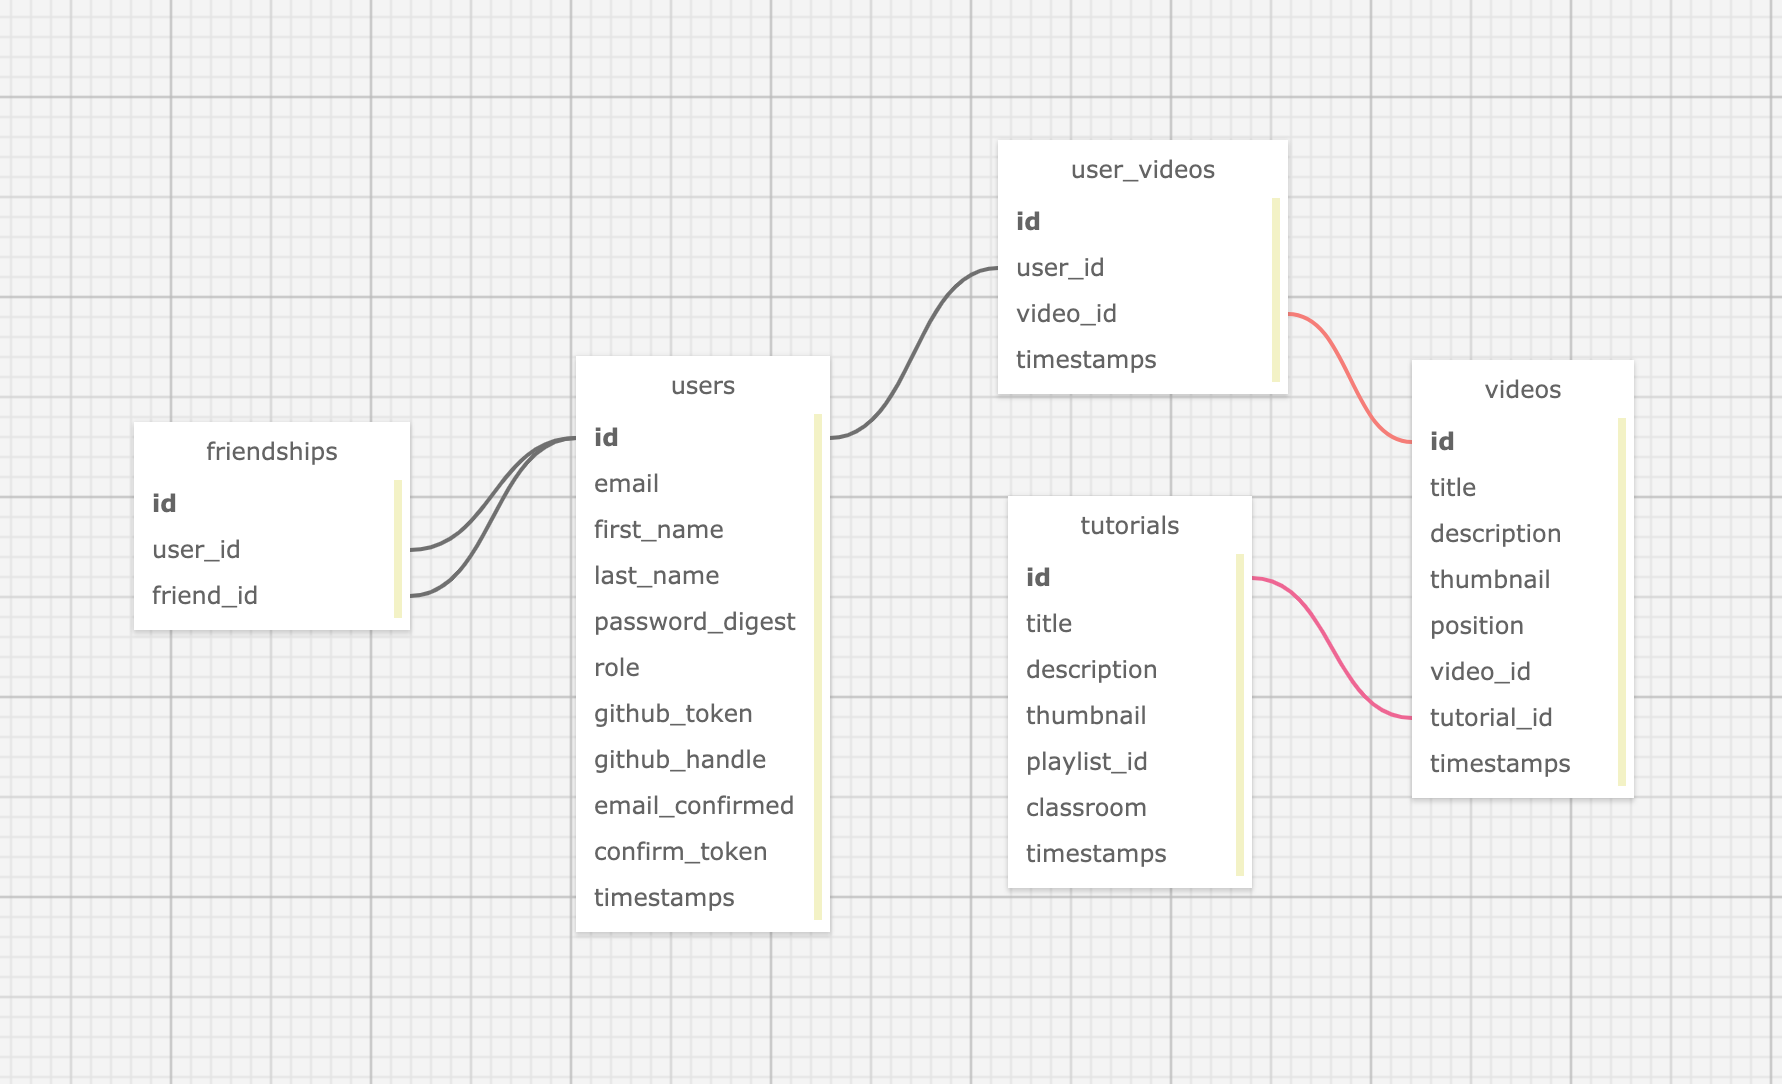 friendships
id
user_id
friend_id
users
id
email
first_name
last_name
password_digest
role
github_token
github_handle
email_confirmed
confirm_token
timestamps
user_videos
id
user_id
video_id
timestamps
tutorials
id
title
description
thumbnail
playlist_id
classroom
timestamps
videos
id
title
description
thumbnail
position
video_id
tutorial_id
timestamps